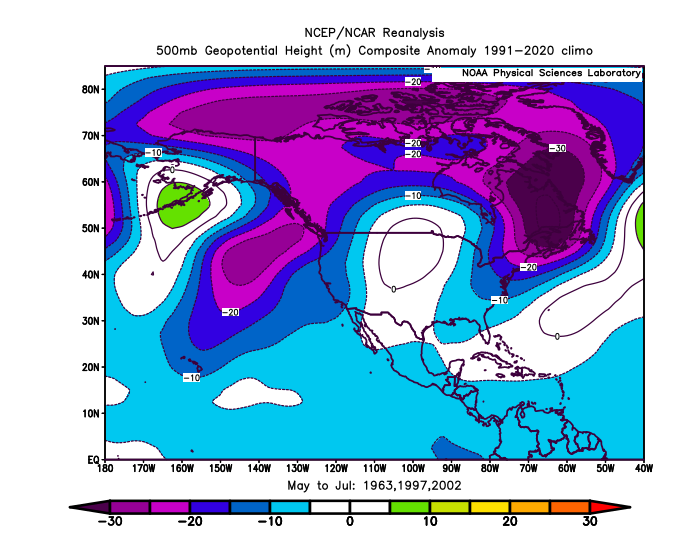 NCEP/NCAR Reanalysis
500mb Geopotential Height (m) Composite Anomaly 1991-2020 climo
NOAA Physical Sciences Laboratory
-20
80N
70N
-30
-20
-10
-20
0
60N
-10
50N
-20
40N
0
-10
30N
-20
0
20N
-10
10N
EQ
180 170W 160W 150W 140W 130W 120W 110W 100W 90W 80W 70W 60W 50W 40W
May to Jul: 1963,1997,2002
-30 -20 -10 0 10 20 30